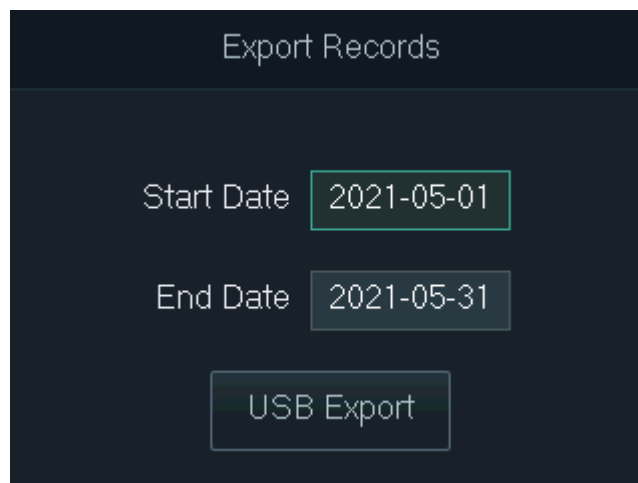 Export Records
Start Date 2021-05-01
End Date 2021-05-31
USB Export